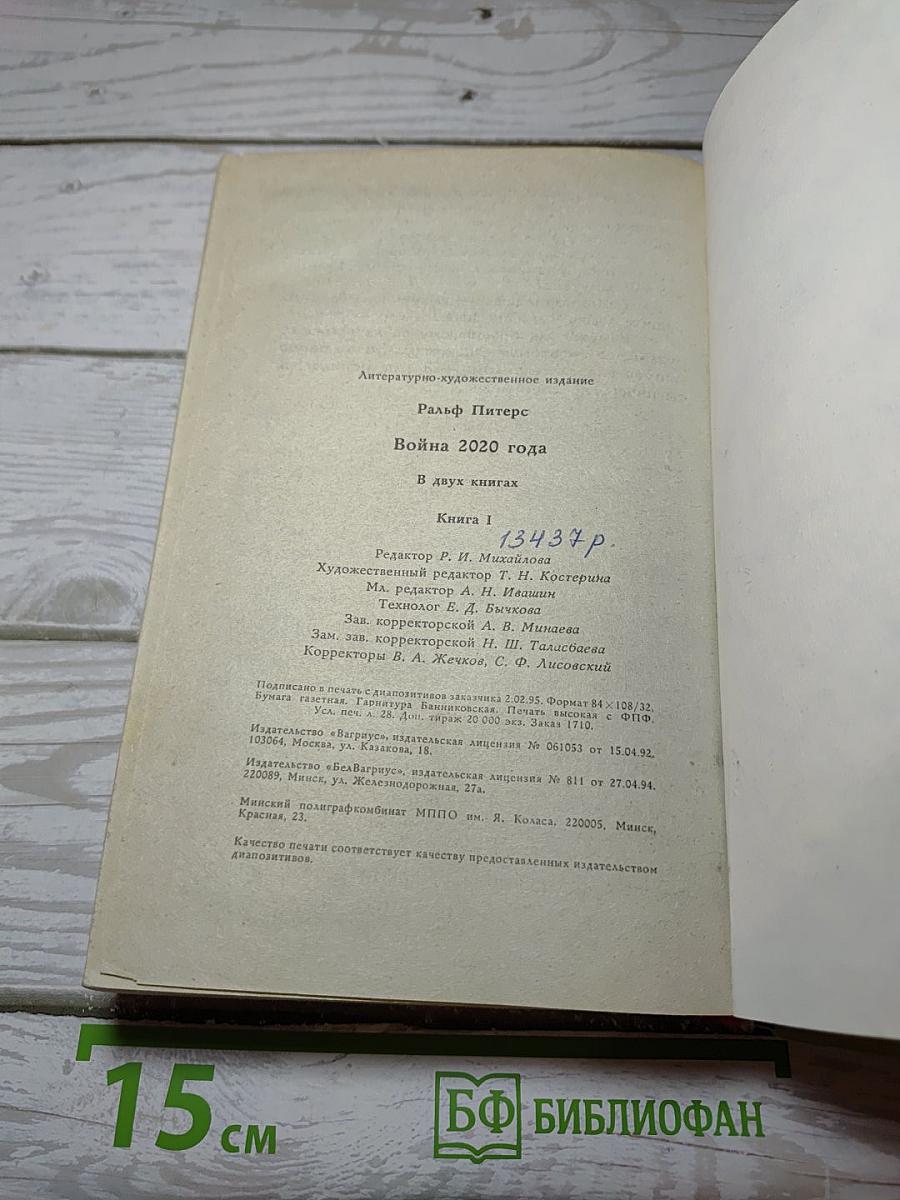 Литературно-художественное издание
Ральф Питерс
Война 2020 года
В двух книгах
Книга I
13437р.
Редактор Р. И. Михайлова
Художественный редактор Т. Н. Костерина
Мл. редактор А. Н. Ивашин
Технолог Е. Д. Бычкова
Зав. корректорской А. В. Минаева
Зам. зав. корректорской Н. Ш. Таласбаева
Корректоры В. А. Жечков, С. Ф. Лисовский
Подписано в печать с диапозитивов заказчика 2.02.95. Формат 84×108/32.
Бумага газетная. Гарнитура Банниковская. Печать высокая с ФПФ.
Усл. печ. л. 28. Доп. тираж 20 000 экз. Заказ 1710.
Издательство «Вагриус», издательская лицензия № 061053 от 15.04.92.
103064, Москва, ул. Казакова, 18.
Издательство «БелВагриус», издательская лицензия № 811 от 27.04.94.
220089, Минск, ул. Железнодорожная, 27а.
Минский полиграфкомбинат МППО им. Я. Коласа. 220005, Минск,
Красная, 23.
Качество печати соответствует качеству предоставленных издательством
диапозитивов.
15 см
БФ БИБЛИОФАН